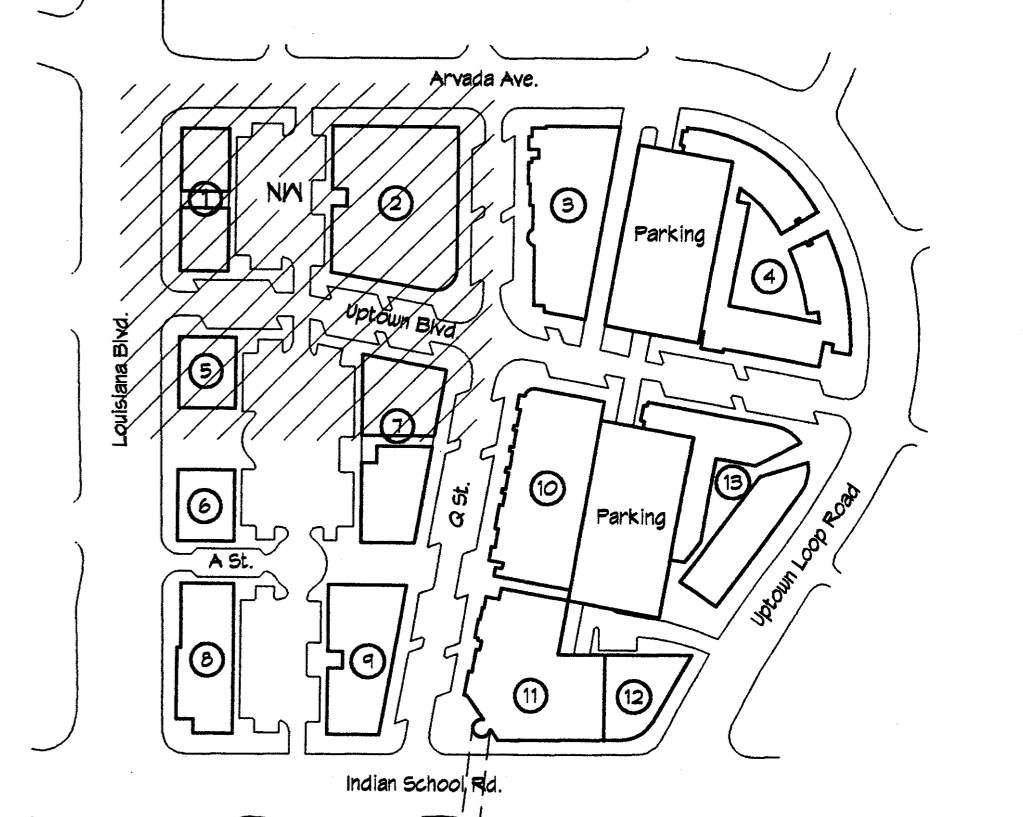 Arvada Ave.
1
NW
2
3
Parking
4
Uptown Blvd
Louisiana Blvd.
5
7
6
Q St.
10
Parking
13
A St.
Uptown Loop Road
8
9
11
12
Indian School Rd.